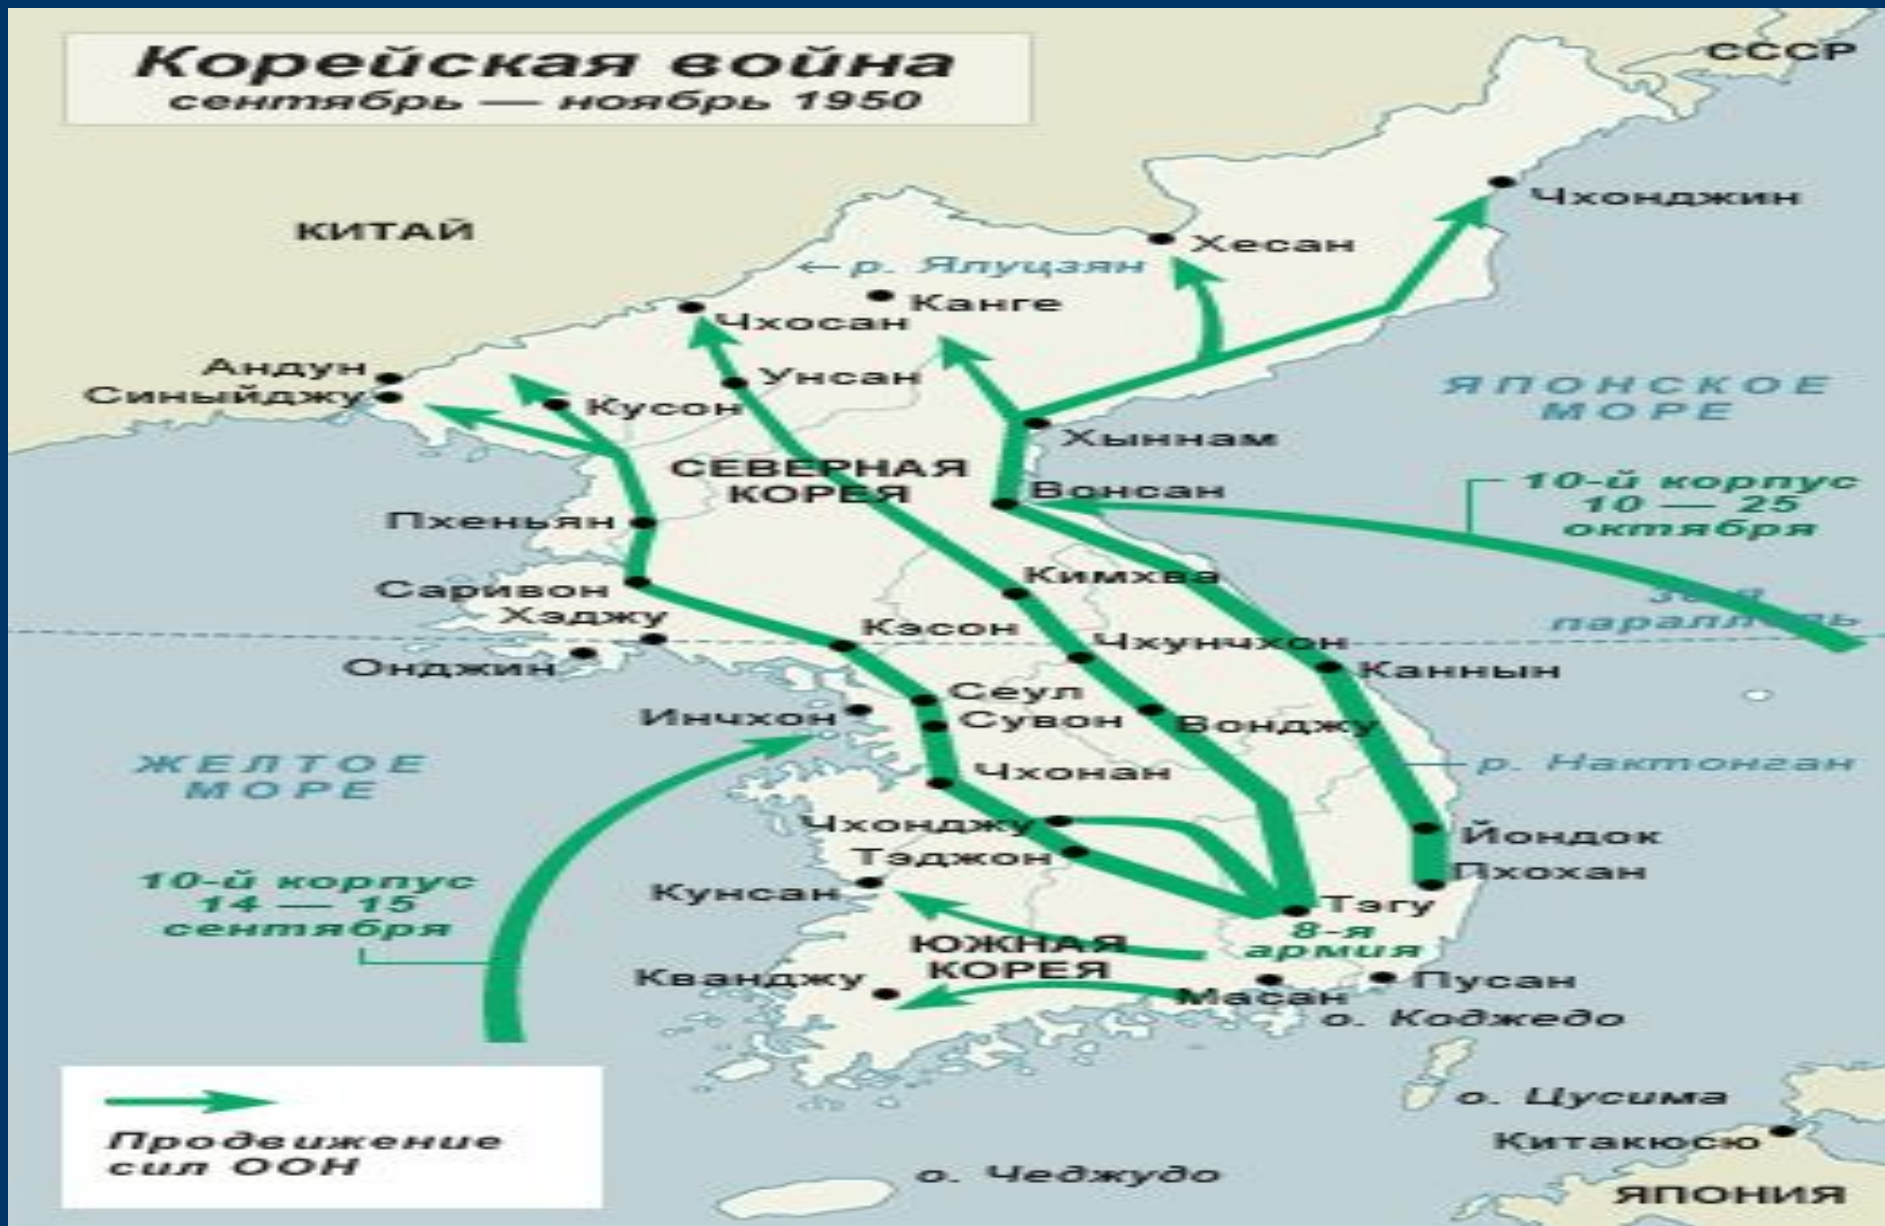 Корейская война
сентябрь — ноябрь 1950
СССР
Чхонджин
КИТАЙ
Хесан
← р. Ялуцзян
Канге
Чхосан
Андун
Синыйджу
Унсан
Кусон
ЯПОНСКОЕ
МОРЕ
Хыннам
СЕВЕРНАЯ
КОРЕЯ
Вонсан
10-й корпус
10 — 25
октября
Пхеньян
Саривон
Кимхва
38-я
параллель
Хэджу
Кэсон
Чхунчхон
Онджин
Каннын
Сеул
Инчхон
Сувон
Вонджу
ЖЕЛТОЕ
МОРЕ
р. Нактонган
Чхонан
Чхонджу
Йондок
Тэджон
Пхохан
10-й корпус
14 — 15
сентября
Кунсан
Тэгу
8-я
армия
ЮЖНАЯ
КОРЕЯ
Кванджу
Масан
Пусан
о. Коджедо
о. Цусима
Продвижение
сил ООН
Китакюсю
о. Чеджудо
ЯПОНИЯ